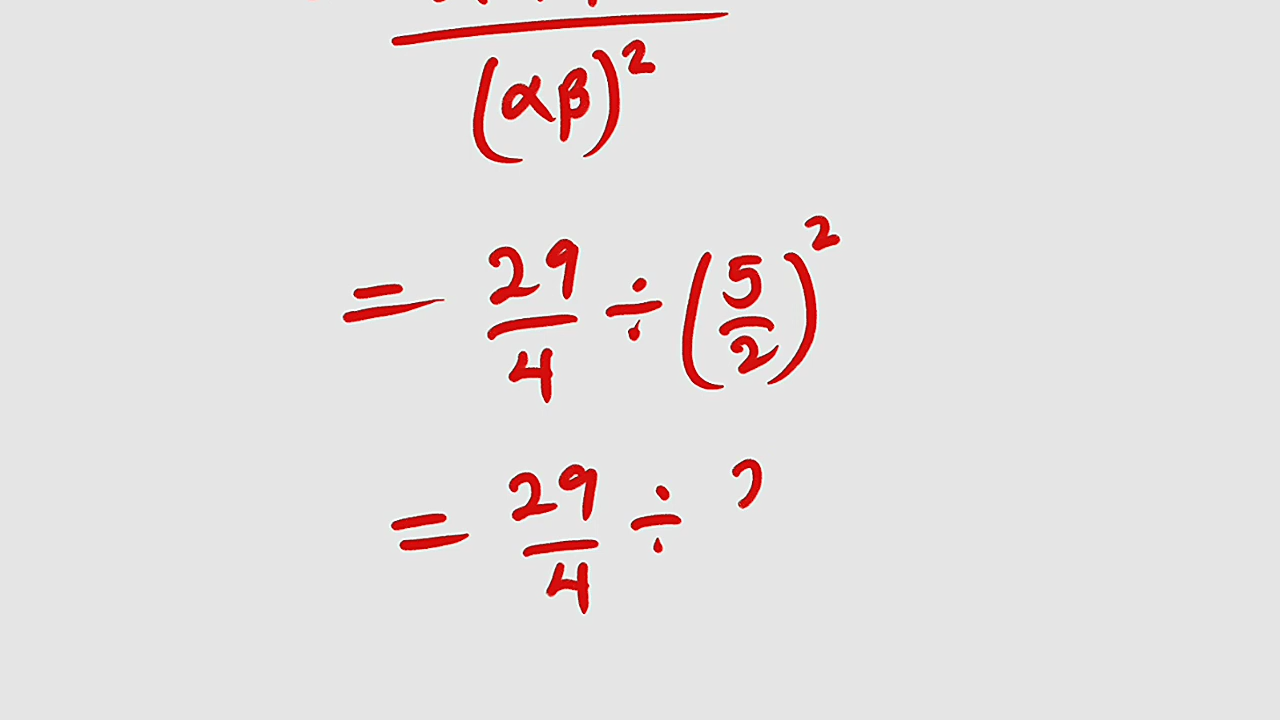 (αβ)²
= 29/4 ÷ (5/2)²
= 29/4 ÷